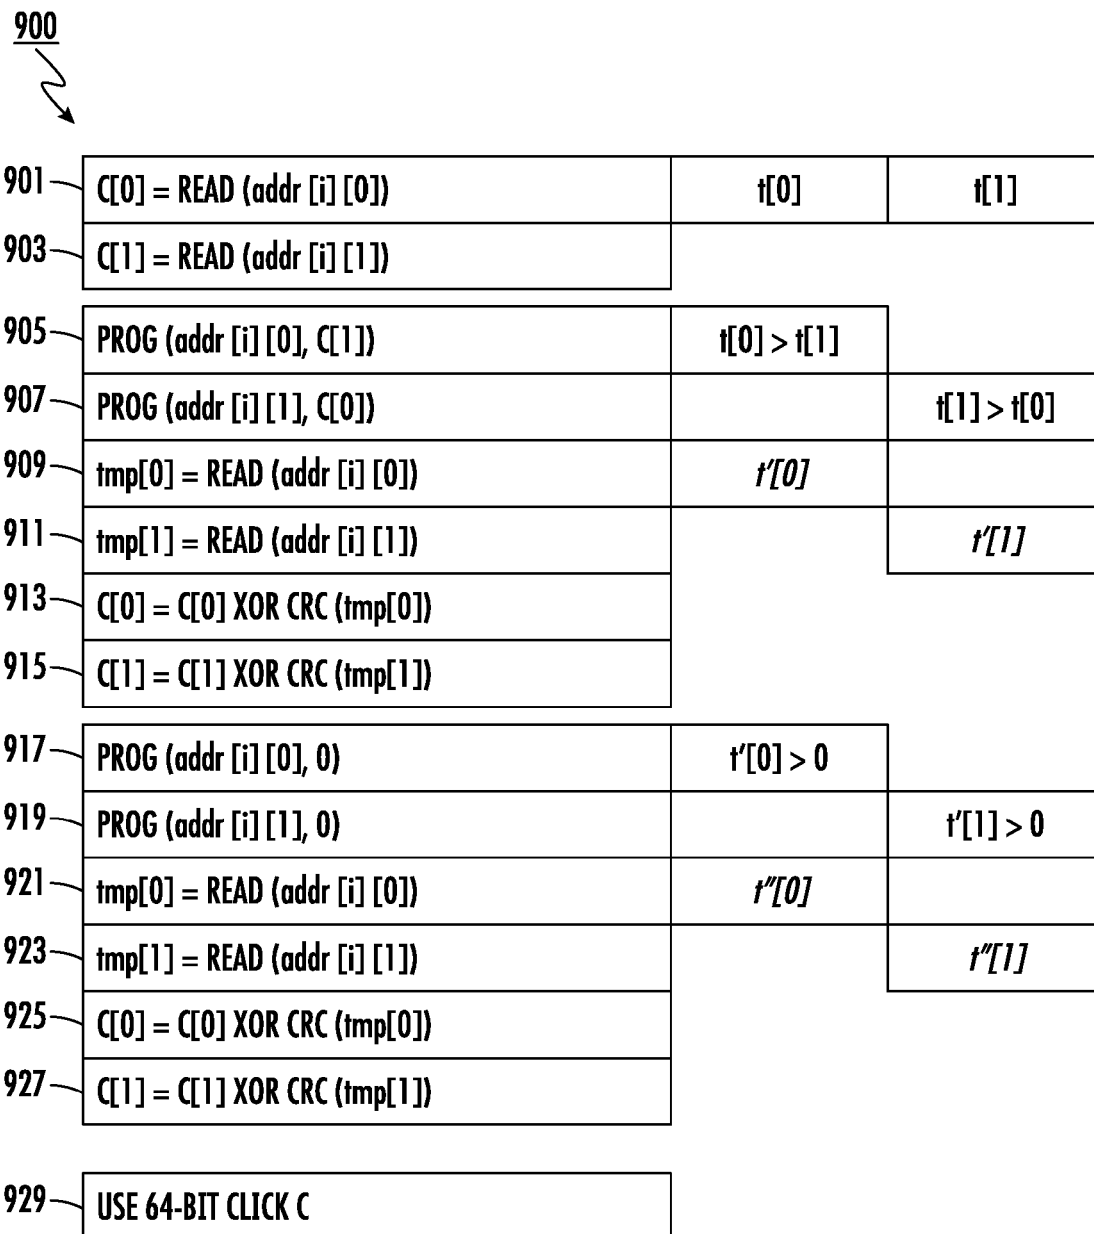 900
901 C[0] = READ (addr [i] [0]) t[0] t[1]
903 C[1] = READ (addr [i] [1])
905 PROG (addr [i] [0], C[1]) t[0] > t[1]
907 PROG (addr [i] [1], C[0]) t[1] > t[0]
909 tmp[0] = READ (addr [i] [0]) t'[0]
911 tmp[1] = READ (addr [i] [1]) t'[1]
913 C[0] = C[0] XOR CRC (tmp[0])
915 C[1] = C[1] XOR CRC (tmp[1])
917 PROG (addr [i] [0], 0) t'[0] > 0
919 PROG (addr [i] [1], 0) t'[1] > 0
921 tmp[0] = READ (addr [i] [0]) t"[0]
923 tmp[1] = READ (addr [i] [1]) t"[1]
925 C[0] = C[0] XOR CRC (tmp[0])
927 C[1] = C[1] XOR CRC (tmp[1])
929 USE 64-BIT CLICK C